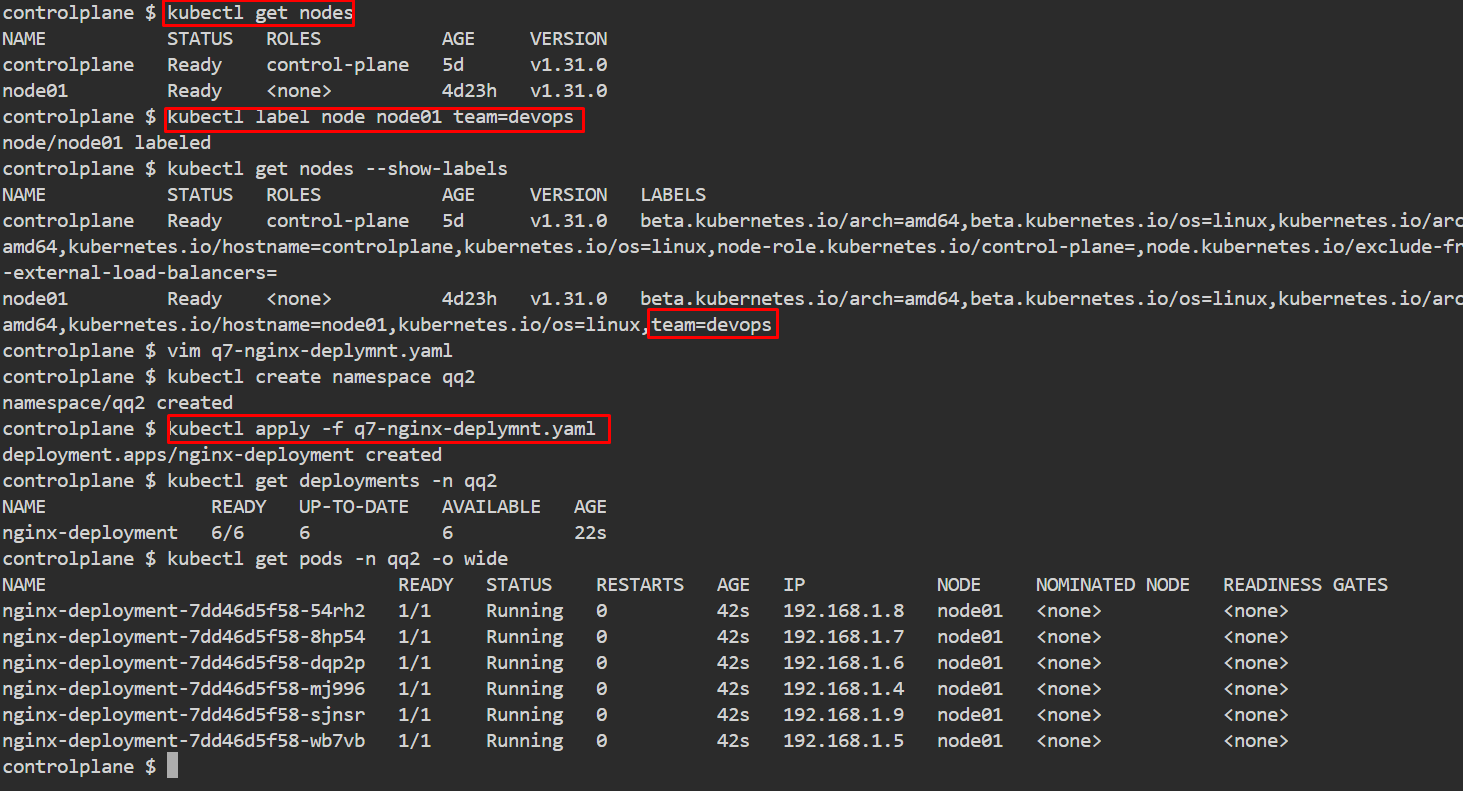 controlplane $ kubectl get nodes
NAME STATUS ROLES AGE VERSION
controlplane Ready control-plane 5d v1.31.0
node01 Ready <none> 4d23h v1.31.0
controlplane $ kubectl label node node01 team=devops
node/node01 labeled
controlplane $ kubectl get nodes --show-labels
NAME STATUS ROLES AGE VERSION LABELS
controlplane Ready control-plane 5d v1.31.0 beta.kubernetes.io/arch=amd64,beta.kubernetes.io/os=linux,kubernetes.io/arc
amd64,kubernetes.io/hostname=controlplane,kubernetes.io/os=linux,node-role.kubernetes.io/control-plane=,node.kubernetes.io/exclude-fr
-external-load-balancers=
node01 Ready <none> 4d23h v1.31.0 beta.kubernetes.io/arch=amd64,beta.kubernetes.io/os=linux,kubernetes.io/arc
amd64,kubernetes.io/hostname=node01,kubernetes.io/os=linux,team=devops
controlplane $ vim q7-nginx-deplymnt.yaml
controlplane $ kubectl create namespace qq2
namespace/qq2 created
controlplane $ kubectl apply -f q7-nginx-deplymnt.yaml
deployment.apps/nginx-deployment created
controlplane $ kubectl get deployments -n qq2
NAME READY UP-TO-DATE AVAILABLE AGE
nginx-deployment 6/6 6 6 22s
controlplane $ kubectl get pods -n qq2 -o wide
NAME READY STATUS RESTARTS AGE IP NODE NOMINATED NODE READINESS GATES
nginx-deployment-7dd46d5f58-54rh2 1/1 Running 0 42s 192.168.1.8 node01 <none> <none>
nginx-deployment-7dd46d5f58-8hp54 1/1 Running 0 42s 192.168.1.7 node01 <none> <none>
nginx-deployment-7dd46d5f58-dqp2p 1/1 Running 0 42s 192.168.1.6 node01 <none> <none>
nginx-deployment-7dd46d5f58-mj996 1/1 Running 0 42s 192.168.1.4 node01 <none> <none>
nginx-deployment-7dd46d5f58-sjnsr 1/1 Running 0 42s 192.168.1.9 node01 <none> <none>
nginx-deployment-7dd46d5f58-wb7vb 1/1 Running 0 42s 192.168.1.5 node01 <none> <none>
controlplane $